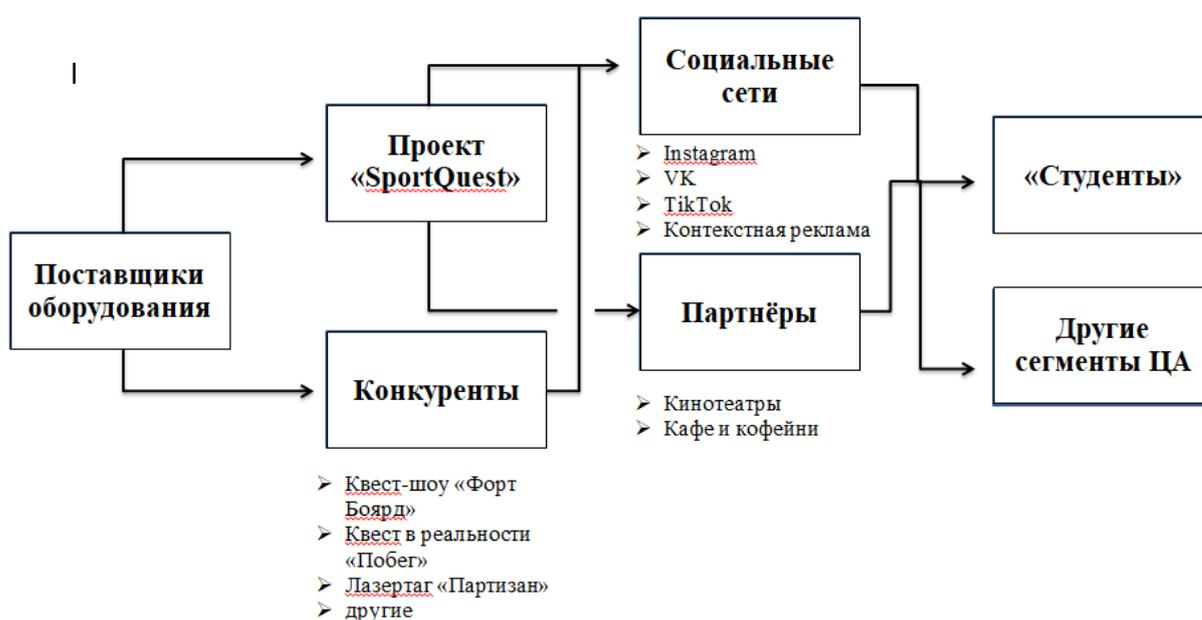 Социальные
сети
Проект
«SportQuest»
Instagram
VK
TikTok
Контекстная реклама
«Студенты»
Поставщики
оборудования
Партнёры
Другие
сегменты ЦА
Конкуренты
Кинотеатры
Кафе и кофейни
Квест-шоу «Форт
Боярд»
Квест в реальности
«Побег»
Лазертаг «Партизан»
другие